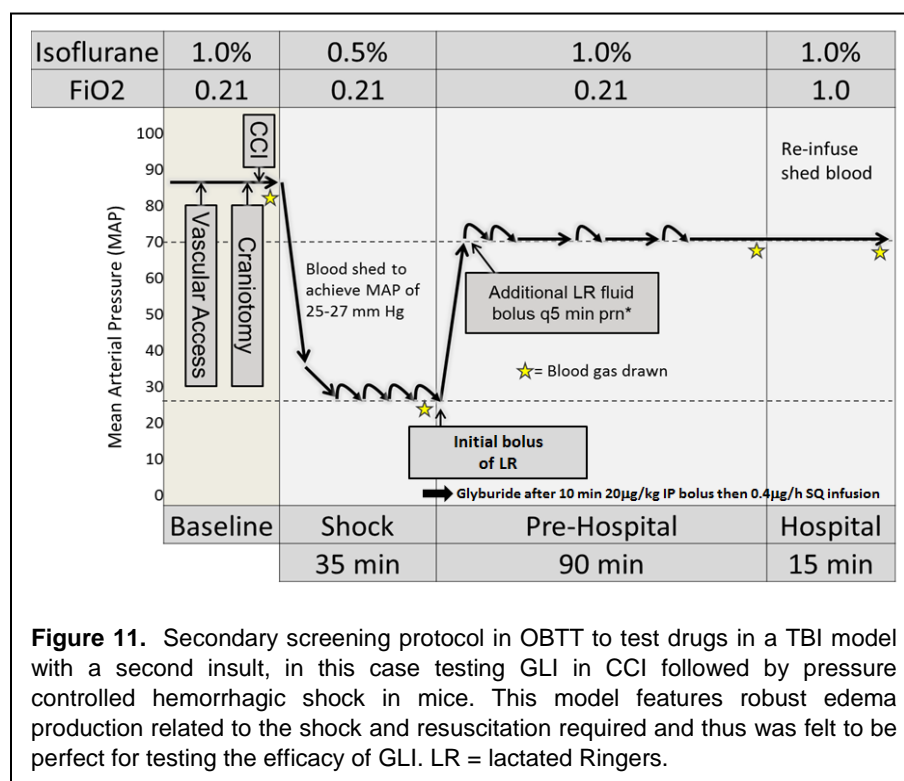 Isoflurane 1.0% 0.5% 1.0% 1.0%
FiO2 0.21 0.21 0.21 1.0
Mean Arterial Pressure (MAP)
100
90
80
70
60
50
40
30
20
10
0
Vascular Access
Craniotomy
CCI
Blood shed to
achieve MAP of
25-27 mm Hg
Re-infuse
shed blood
Additional LR fluid
bolus q5 min prn*
= Blood gas drawn
Initial bolus
of LR
Glyburide after 10 min 20µg/kg IP bolus then 0.4µg/h SQ infusion
Baseline Shock Pre-Hospital Hospital
35 min 90 min 15 min
Figure 11. Secondary screening protocol in OBTT to test drugs in a TBI model
with a second insult, in this case testing GLI in CCI followed by pressure
controlled hemorrhagic shock in mice. This model features robust edema
production related to the shock and resuscitation required and thus was felt to be
perfect for testing the efficacy of GLI. LR = lactated Ringers.